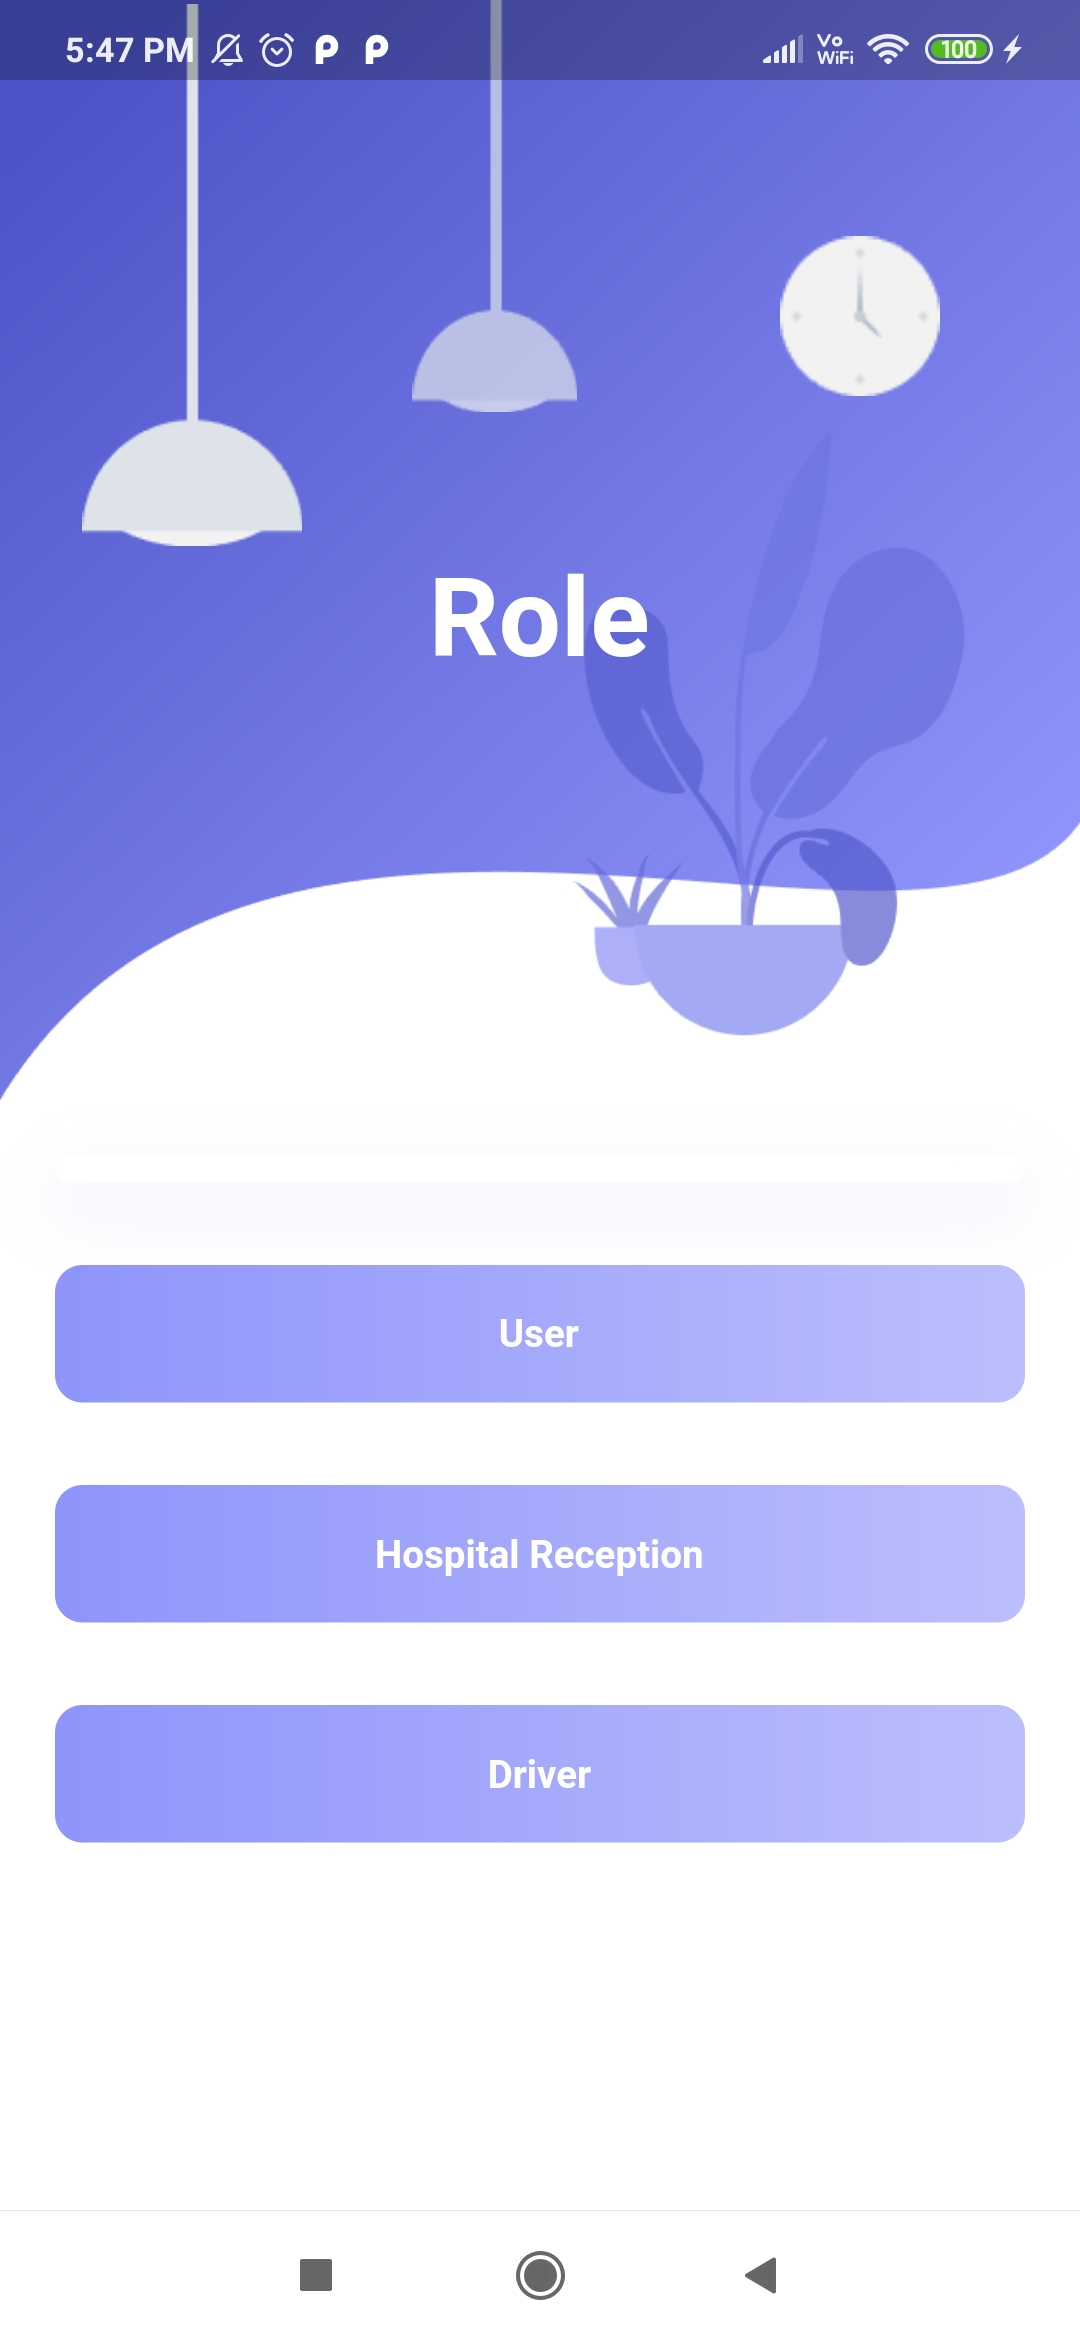 5:47 PM
Vo
WiFi
100
Role
User
Hospital Reception
Driver